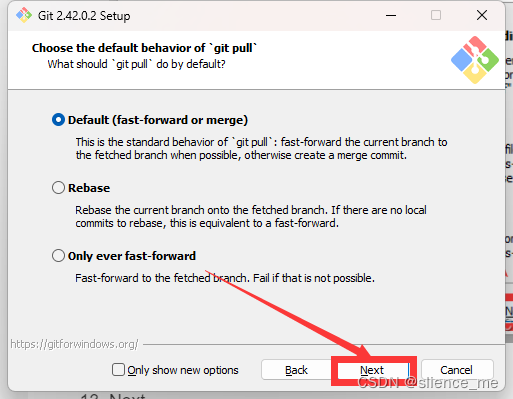 Git 2.42.0.2 Setup
Choose the default behavior of `git pull`
What should `git pull` do by default?
Default (fast-forward or merge)
This is the standard behavior of `git pull`: fast-forward the current branch to
the fetched branch when possible, otherwise create a merge commit.
Rebase
Rebase the current branch onto the fetched branch. If there are no local
commits to rebase, this is equivalent to a fast-forward.
Only ever fast-forward
Fast-forward to the fetched branch. Fail if that is not possible.
https://gitforwindows.org/
Only show new options
Back
Next
Cancel
CSDN @slience_me